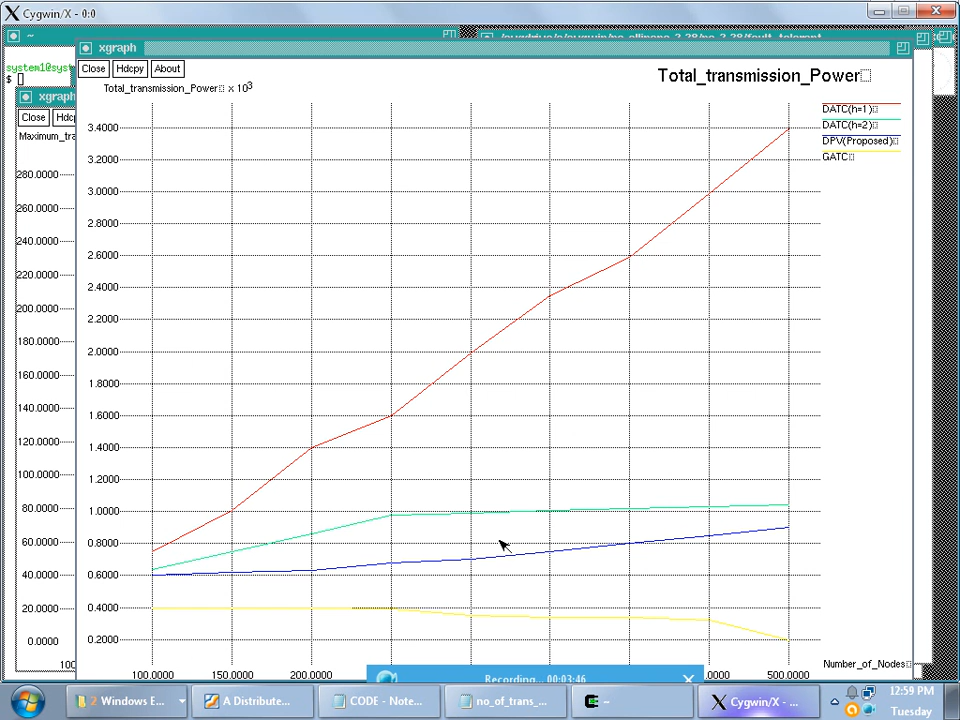 Cygwin/X - 0:0
~
xgraph
system1@syst
$
xgraph
Close Hdcpy About
Total_transmission_Power
Total_transmission_Power x 10³
Close Hdcp
Maximum_tra
DATC(h=1)
DATC(h=2)
DPV(Proposed)
GATC
3.4000
3.2000
3.0000
2.8000
2.6000
2.4000
2.2000
2.0000
1.8000
1.6000
1.4000
1.2000
1.0000
0.8000
0.6000
0.4000
0.2000
280.0000
260.0000
240.0000
220.0000
200.0000
180.0000
160.0000
140.0000
120.0000
100.0000
80.0000
60.0000
40.0000
20.0000
0.0000
100
100.0000 150.0000 200.0000 .0000 500.0000
Number_of_Nodes
Recording... 00:03:46
2 Windows E... A Distribute... CODE - Note... no_of_trans_... ~ Cygwin/X - ...
12:59 PM
Tuesday